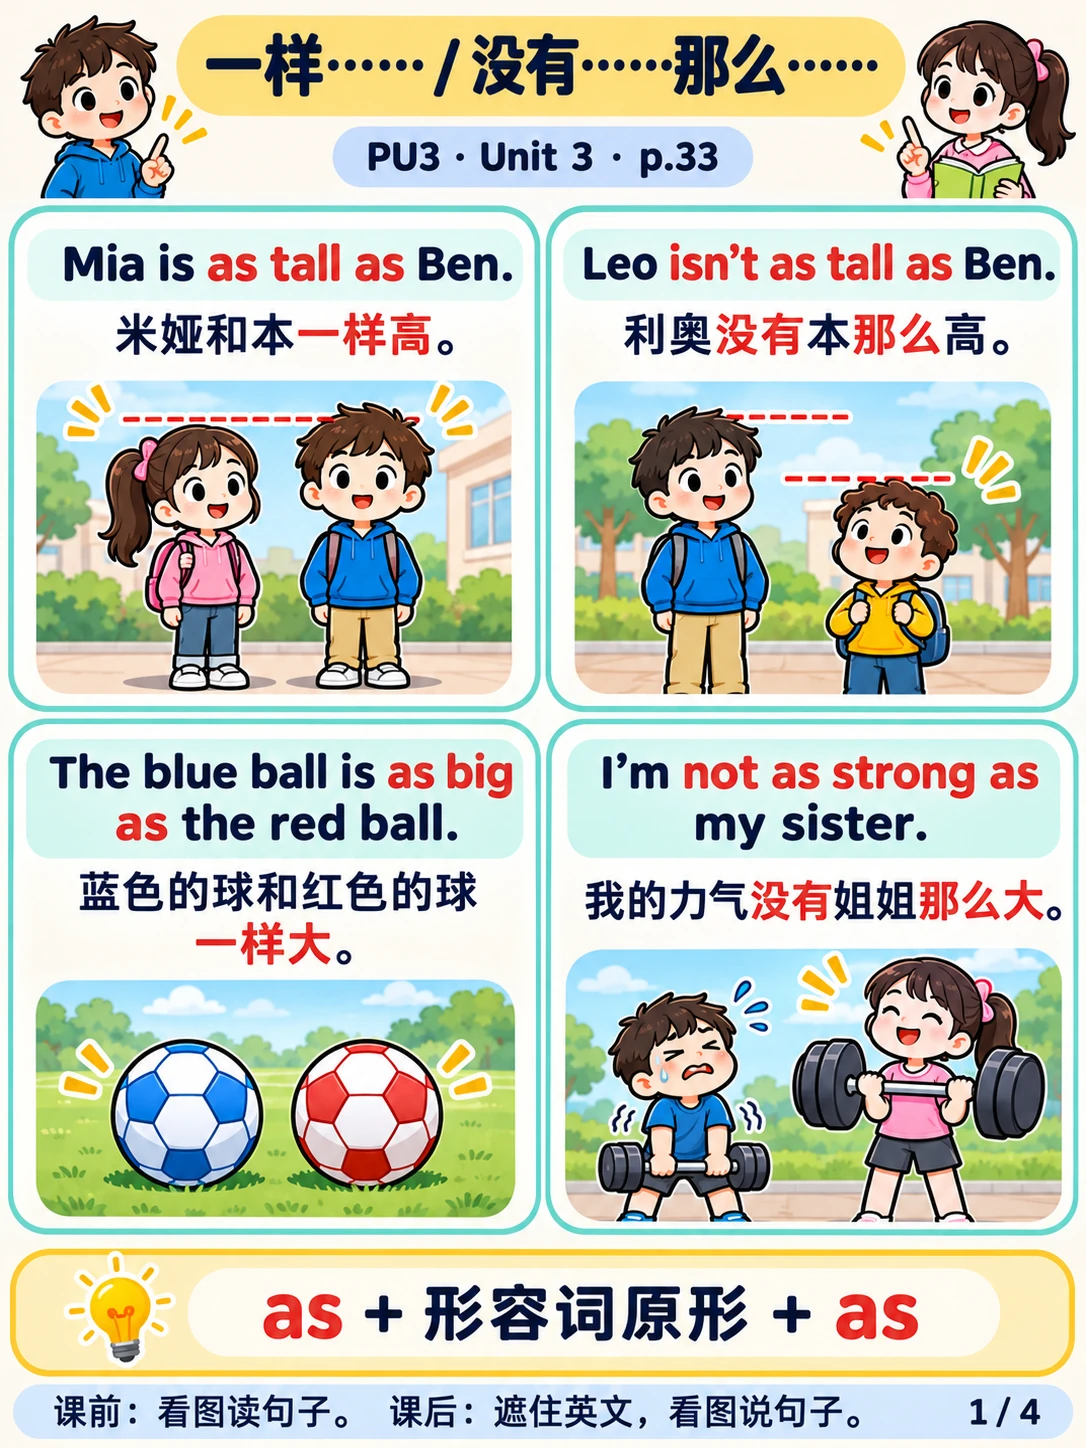 一样……/没有……那么……
PU3 · Unit 3 · p.33
Mia is as tall as Ben.
米娅和本一样高。
Leo isn’t as tall as Ben.
利奥没有本那么高。
The blue ball is as big
as the red ball.
蓝色的球和红色的球
一样大。
I’m not as strong as
my sister.
我的力气没有姐姐那么大。
as + 形容词原形 + as
课前：看图读句子。 课后：遮住英文，看图说句子。 1 / 4